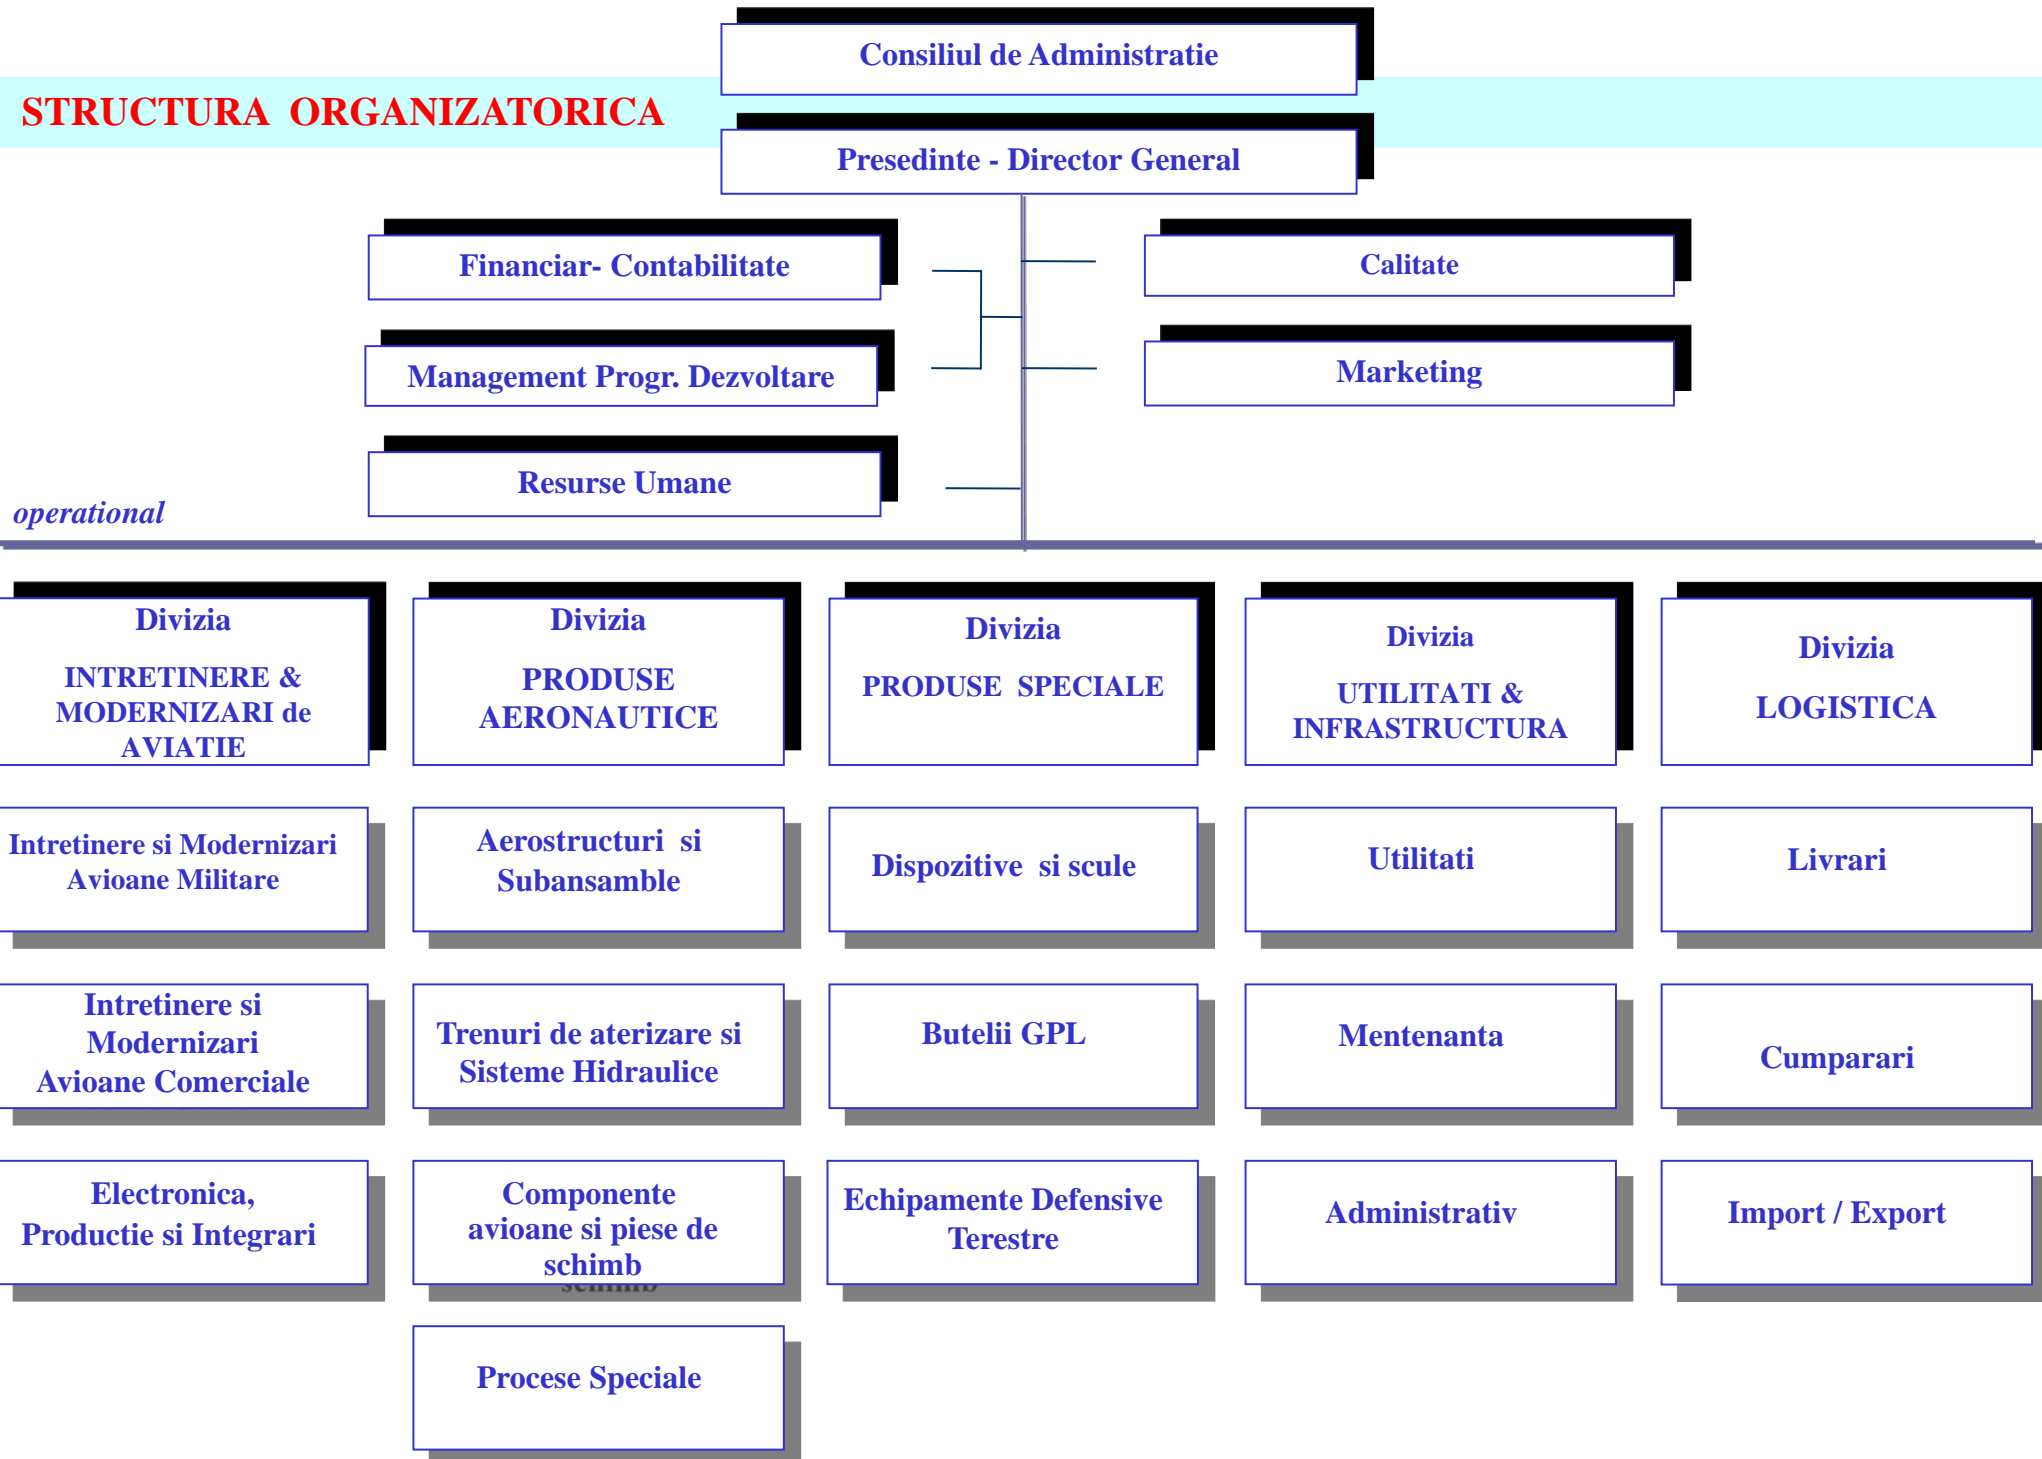 Consiliul de Administratie
STRUCTURA ORGANIZATORICA
Presedinte - Director General
Financiar- Contabilitate
Calitate
Management Progr. Dezvoltare
Marketing
Resurse Umane
operational
Divizia
INTRETINERE &
MODERNIZARI de
AVIATIE
Divizia
PRODUSE
AERONAUTICE
Divizia
PRODUSE SPECIALE
Divizia
UTILITATI &
INFRASTRUCTURA
Divizia
LOGISTICA
Intretinere si Modernizari
Avioane Militare
Aerostructuri si
Subansamble
Dispozitive si scule
Utilitati
Livrari
Intretinere si
Modernizari
Avioane Comerciale
Trenuri de aterizare si
Sisteme Hidraulice
Butelii GPL
Mentenanta
Cumparari
Electronica,
Productie si Integrari
Componente
avioane si piese de
schimb
Echipamente Defensive
Terestre
Administrativ
Import / Export
Procese Speciale